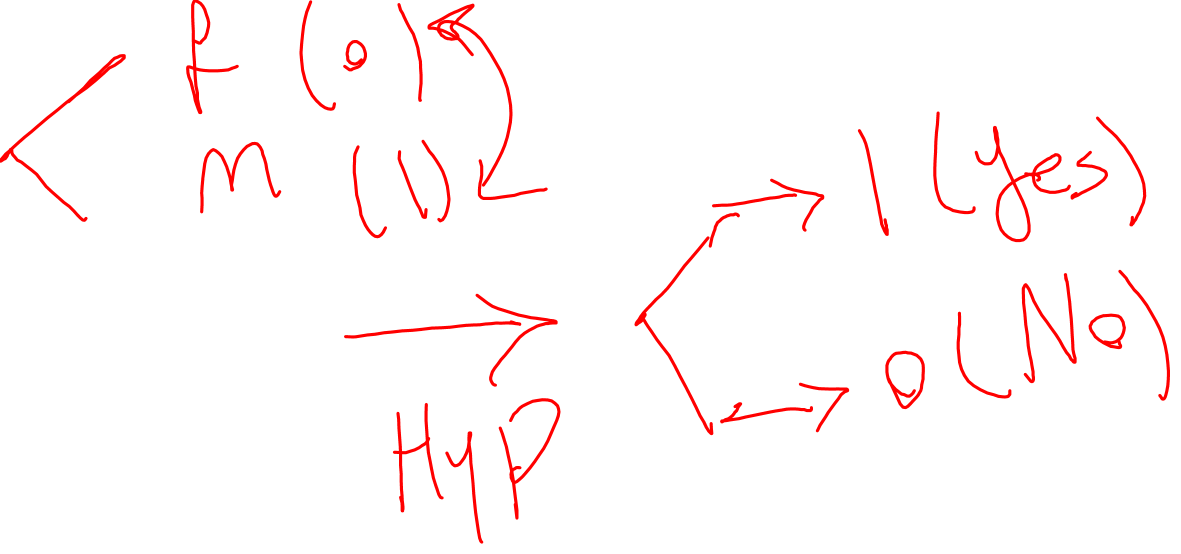 f (0)
m (1)
1 (yes)
0 (No)
Hyp